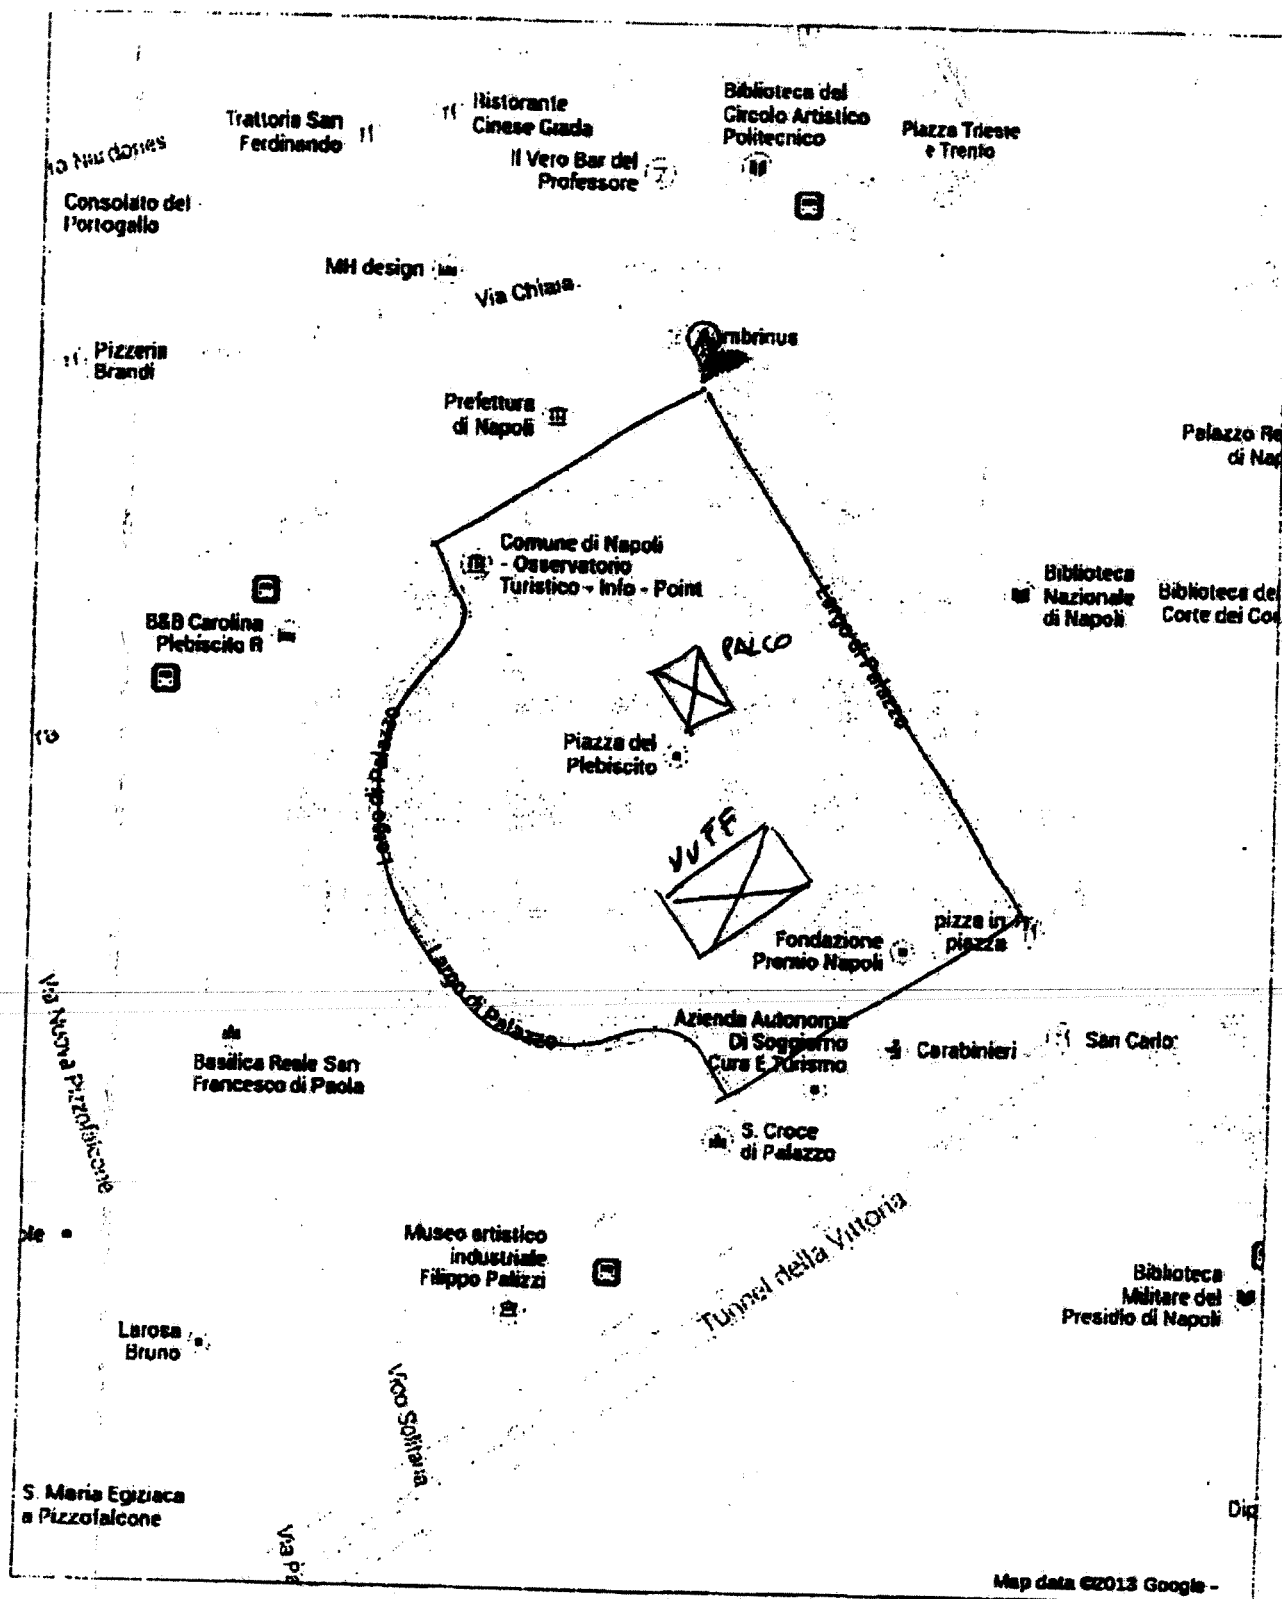 Trattoria San
Ferdinando
Ristorante
Cinese Giada
Il Vero Bar del
Professore
Biblioteca del
Circolo Artistico
Politecnico
Piazza Trieste
e Trento
Nardones
Consolato del
Portogallo
MH design
Via Chiaia
Pizzeria
Brandi
Prefettura
di Napoli
Palazzo Re
di Nap
Comune di Napoli
- Osservatorio
Turistico - Info - Point
Largo di Palazzo
Biblioteca
Nazionale
di Napoli
Biblioteca de
Corte dei Co
B&B Carolina
Plebiscito R
PALCO
Largo di Palazzo
Piazza del
Plebiscito
VVFF
Fondazione
Premio Napoli
pizza in
piazza
Largo di Palazzo
Via Nuova Pizzofalcone
Basilica Reale San
Francesco di Paola
Azienda Autonoma
Di Soggiorno
Cura E Turismo
Carabinieri
San Carlo
S. Croce
di Palazzo
Museo artistico
industriale
Filippo Palizzi
Tunnel della Vittoria
Biblioteca
Militare del
Presidio di Napoli
Larosa
Bruno
Vico Solitaria
S. Maria Egiziaca
a Pizzofalcone
Via Pa
Dip
Map data ©2013 Google -